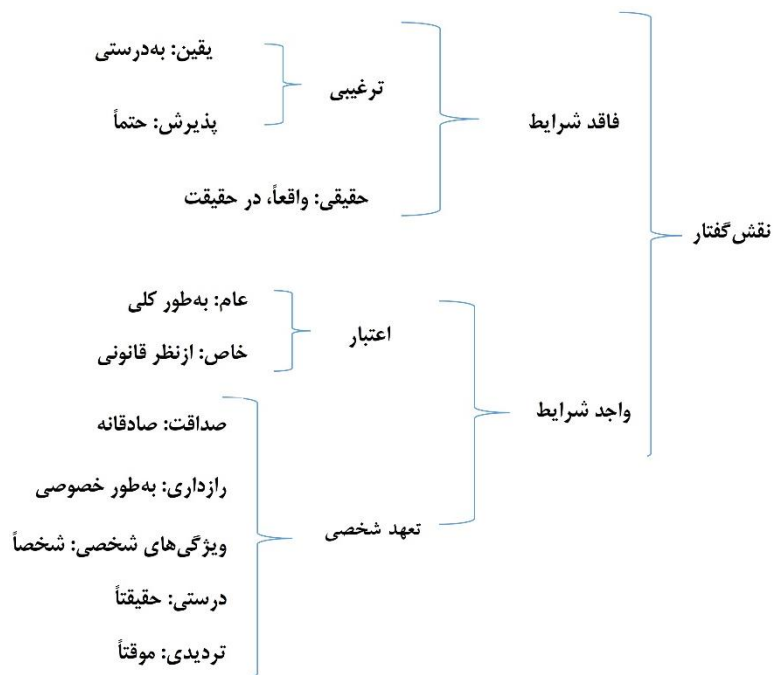 یقین: به‌درستی
ترغیبی
پذیرش: حتماً
فاقد شرایط
حقیقی: واقعاً، در حقیقت
نقش‌گفتار
عام: به‌طور کلی
اعتبار
خاص: ازنظر قانونی
واجد شرایط
صداقت: صادقانه
رازداری: به‌طور خصوصی
تعهد شخصی
ویژگی‌های شخصی: شخصاً
درستی: حقیقتاً
تردیدی: موقتاً